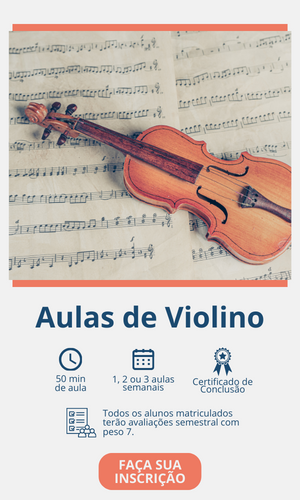 Aulas de Violino
50 min
de aula
1, 2 ou 3 aulas
semanais
Certificado de
Conclusão
Todos os alunos matriculados
terão avaliações semestral com
peso 7.
FAÇA SUA
INSCRIÇÃO